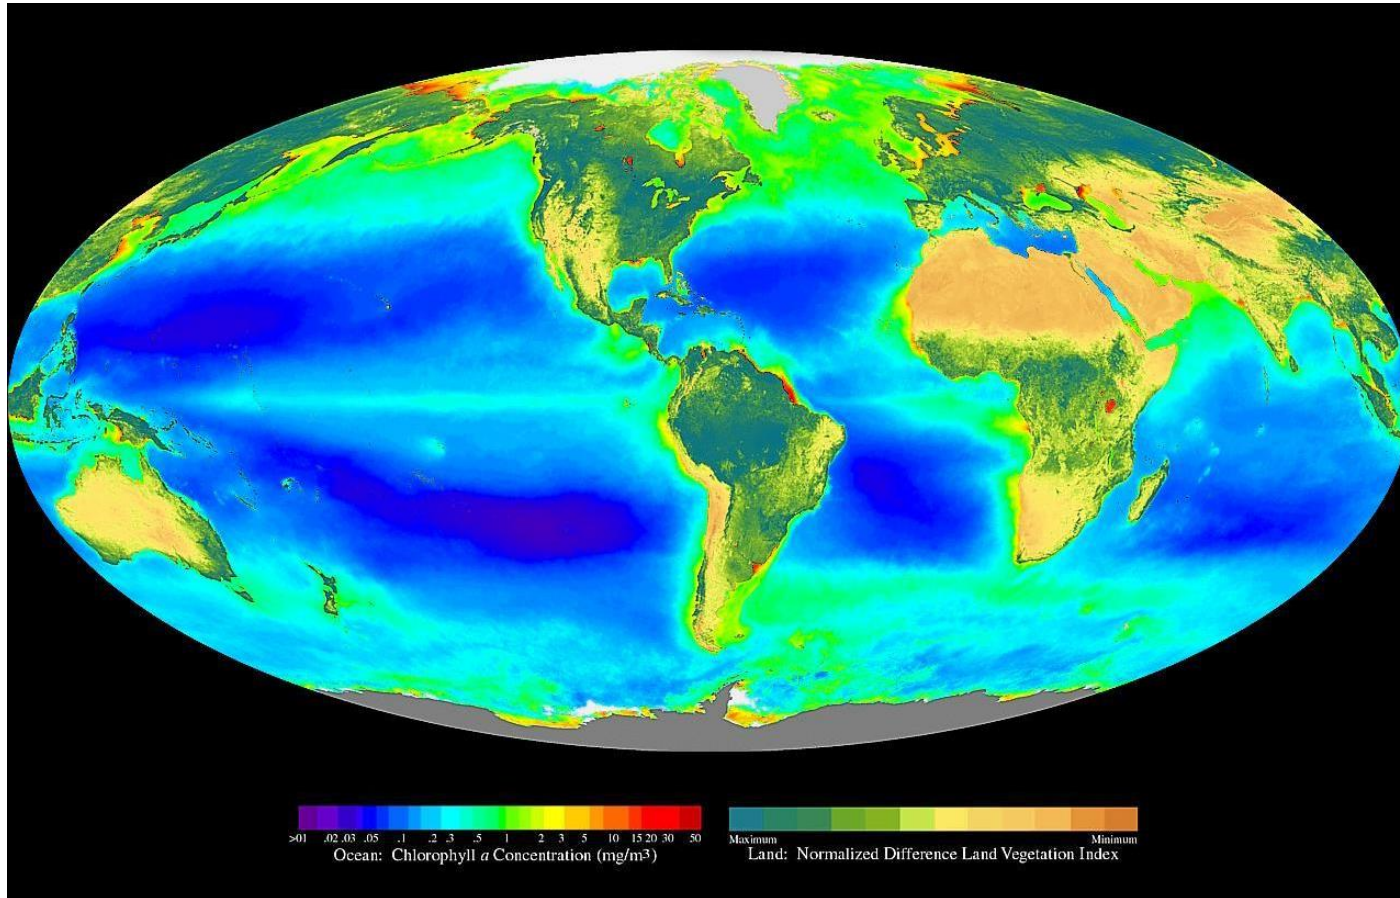 >01 .02 .03 .05 .1 .2 .3 .5 1 2 3 5 10 15 20 30 50
Ocean: Chlorophyll a Concentration (mg/m³)
Maximum Minimum
Land: Normalized Difference Land Vegetation Index